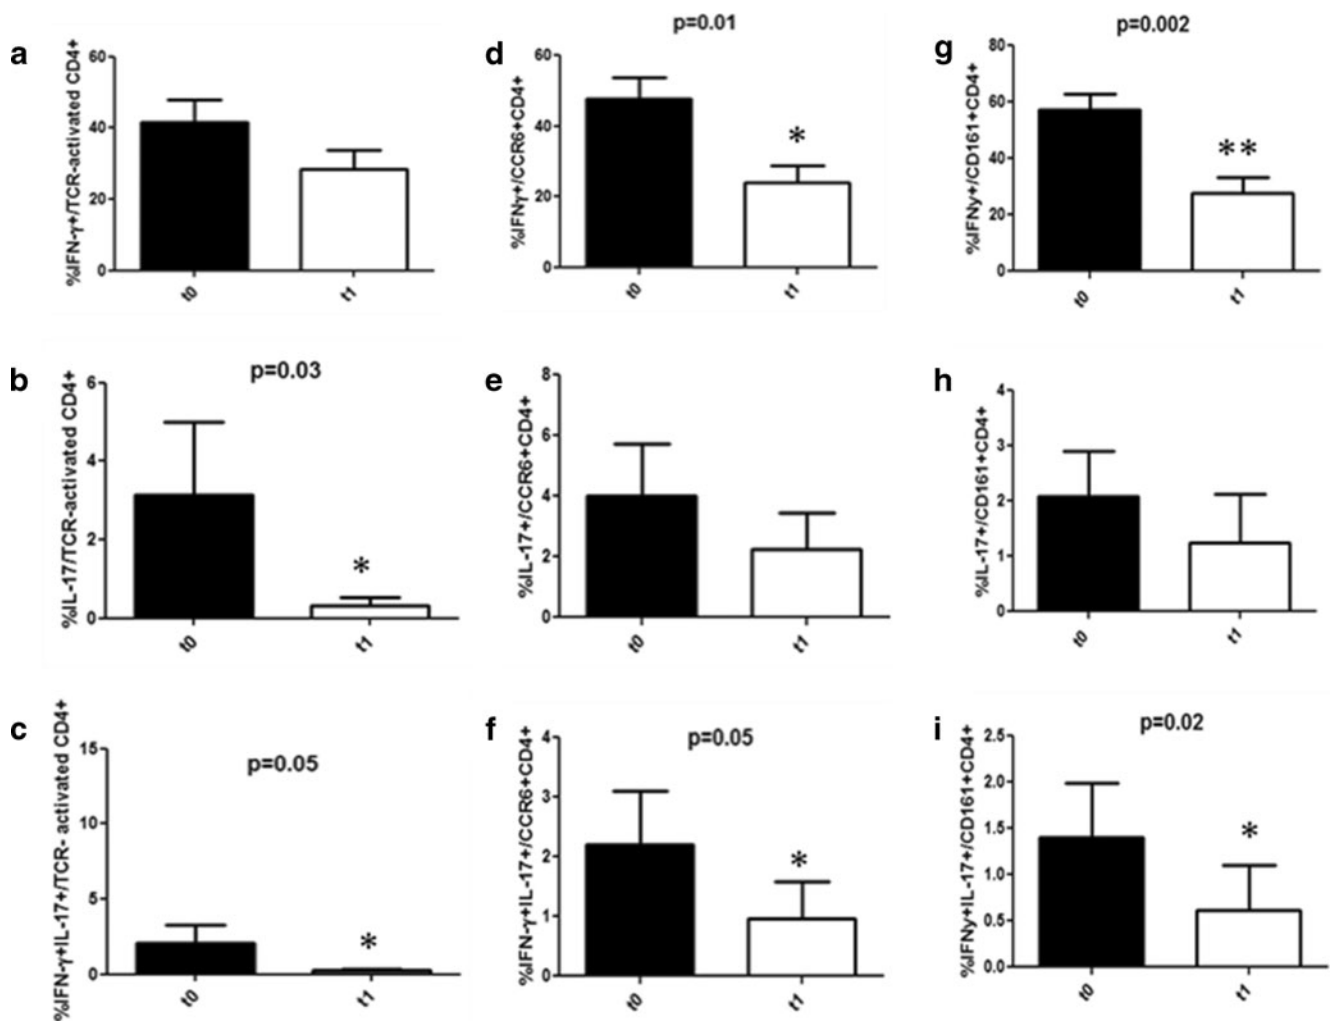 a
%IFN-γ+/TCR-activated CD4+
60
40
20
0
t0
t1
d
p=0.01
%IFNγ+/CCR6+CD4+
60
40
20
0
t0
t1
*
g
p=0.002
%IFNy+/CD161+CD4+
80
60
40
20
0
t0
t1
**
b
p=0.03
%IL-17/TCR-activated CD4+
6
4
2
0
t0
t1
*
e
%IL-17+/CCR6+CD4+
8
6
4
2
0
t0
t1
h
%IL-17+/CD161+CD4+
4
3
2
1
0
t0
t1
c
p=0.05
%IFN-γ+IL-17+/TCR- activated CD4+
15
10
5
0
t0
t1
*
f
p=0.05
%IFN-γ+IL-17+/CCR6+CD4+
4
3
2
1
0
t0
t1
*
i
p=0.02
%IFNy+IL-17+/CD161+CD4+
2.5
2.0
1.5
1.0
0.5
0.0
t0
t1
*